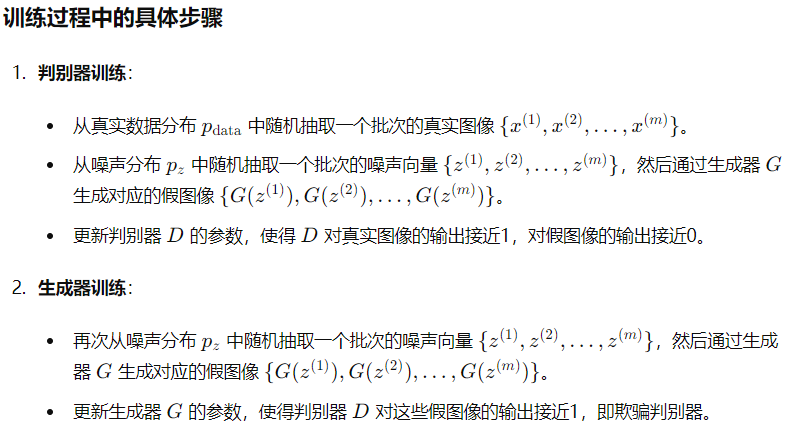 训练过程中的具体步骤
1. 判别器训练：
• 从真实数据分布 p_data 中随机抽取一个批次的真实图像 {x^(1), x^(2), ..., x^(m)}。
• 从噪声分布 p_z 中随机抽取一个批次的噪声向量 {z^(1), z^(2), ..., z^(m)}，然后通过生成器 G
生成对应的假图像 {G(z^(1)), G(z^(2)), ..., G(z^(m))}。
• 更新判别器 D 的参数，使得 D 对真实图像的输出接近1，对假图像的输出接近0。
2. 生成器训练：
• 再次从噪声分布 p_z 中随机抽取一个批次的噪声向量 {z^(1), z^(2), ..., z^(m)}，然后通过生成
器 G 生成对应的假图像 {G(z^(1)), G(z^(2)), ..., G(z^(m))}。
• 更新生成器 G 的参数，使得判别器 D 对这些假图像的输出接近1，即欺骗判别器。